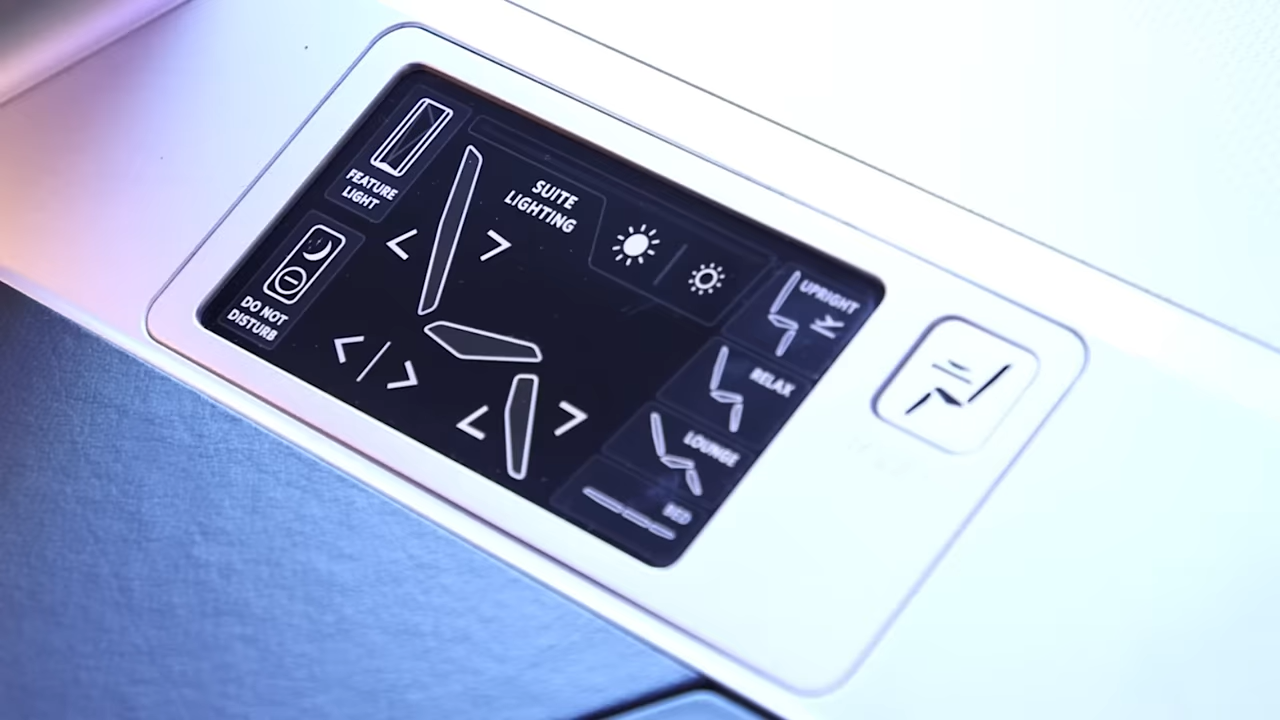 FEATURE
LIGHT
SUITE
LIGHTING
DO NOT
DISTURB
UPRIGHT
RELAX
LOUNGE
BED